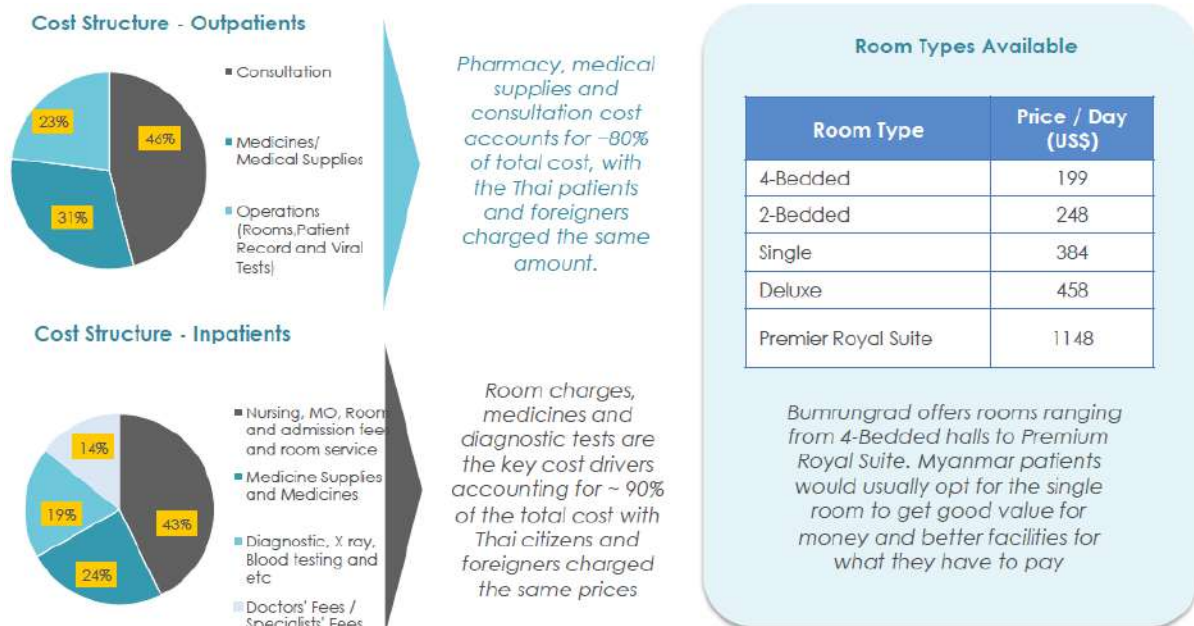 Cost Structure - Outpatients
23%
46%
31%
Consultation
Medicines/
Medical Supplies
Operations
(Rooms,Patient
Record and Viral
Tests)
Pharmacy, medical
supplies and
consultation cost
accounts for ~80%
of total cost, with
the Thai patients
and foreigners
charged the same
amount.
Cost Structure - Inpatients
14%
19%
43%
24%
Nursing, MO, Room
and admission fees
and room service
Medicine Supplies
and Medicines
Diagnostic, X ray,
Blood testing and
etc
Doctors' Fees /
Specialists' Fees
Room charges,
medicines and
diagnostic tests are
the key cost drivers
accounting for ~ 90%
of the total cost with
Thai citizens and
foreigners charged
the same prices
Room Types Available
Room Type Price / Day
(US$)
4-Bedded 199
2-Bedded 248
Single 384
Deluxe 458
Premier Royal Suite 1148
Bumrungrad offers rooms ranging
from 4-Bedded halls to Premium
Royal Suite. Myanmar patients
would usually opt for the single
room to get good value for
money and better facilities for
what they have to pay